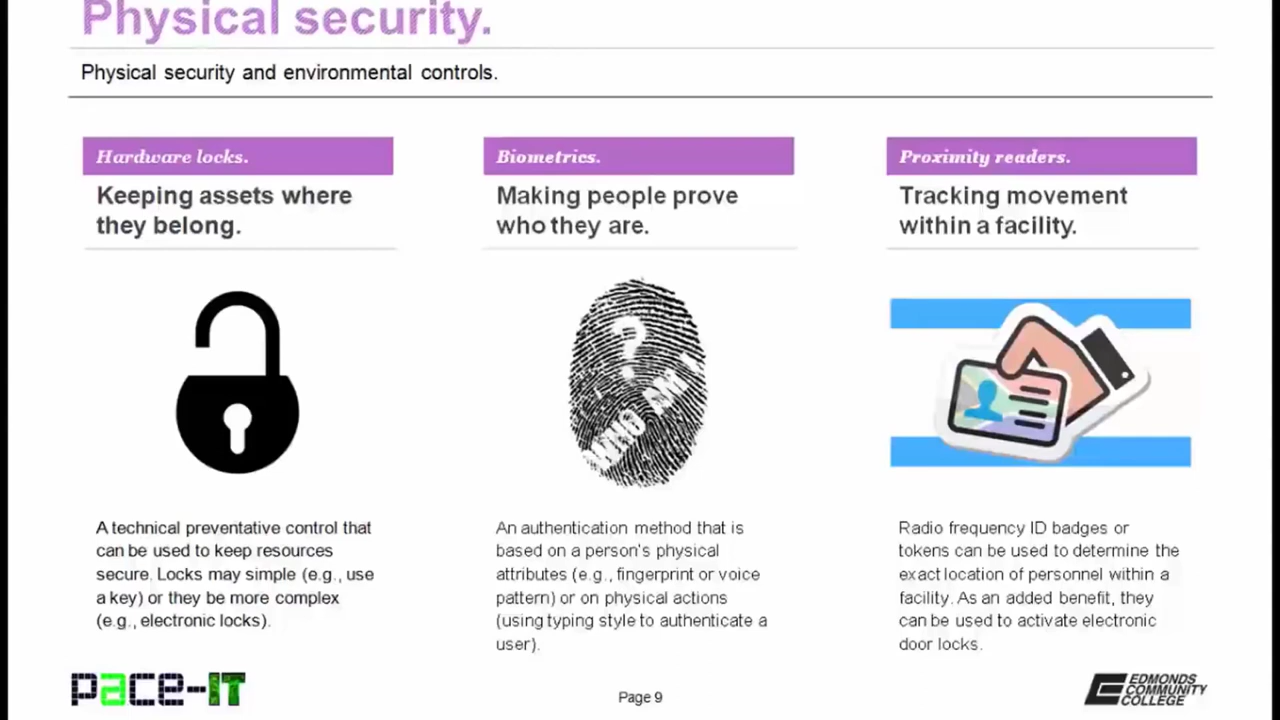 Physical security.
Physical security and environmental controls.
Hardware locks.
Keeping assets where
they belong.
A technical preventative control that
can be used to keep resources
secure. Locks may simple (e.g., use
a key) or they be more complex
(e.g., electronic locks).
Biometrics.
Making people prove
who they are.
?
WHO AM I
An authentication method that is
based on a person's physical
attributes (e.g., fingerprint or voice
pattern) or on physical actions
(using typing style to authenticate a
user).
Proximity readers.
Tracking movement
within a facility.
Radio frequency ID badges or
tokens can be used to determine the
exact location of personnel within a
facility. As an added benefit, they
can be used to activate electronic
door locks.
pace-IT
Page 9
EDMONDS
COMMUNITY
COLLEGE